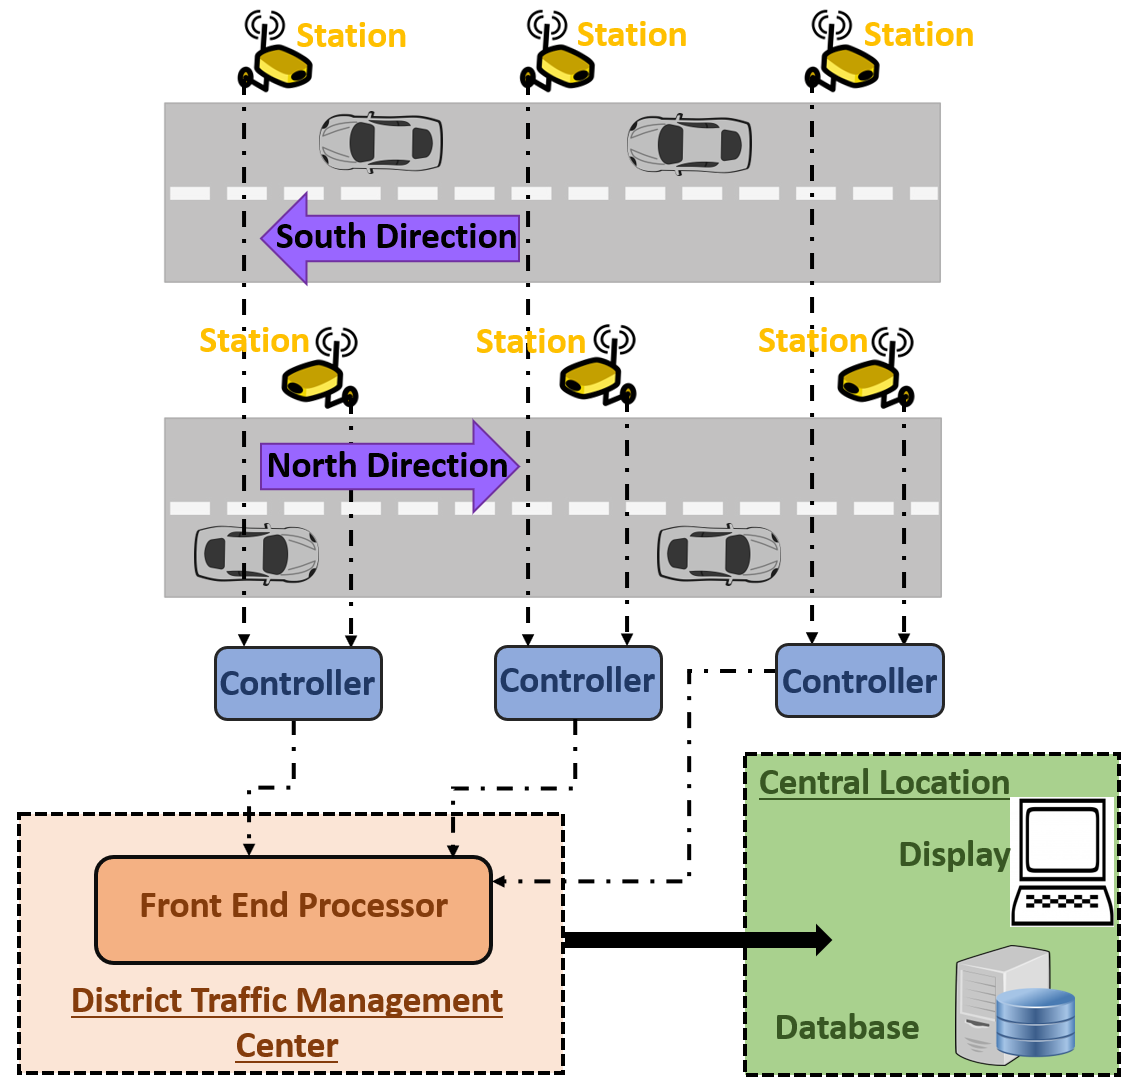 Station
Station
Station
South Direction
Station
Station
Station
North Direction
Controller
Controller
Controller
Central Location
Display
Front End Processor
District Traffic Management
Center
Database